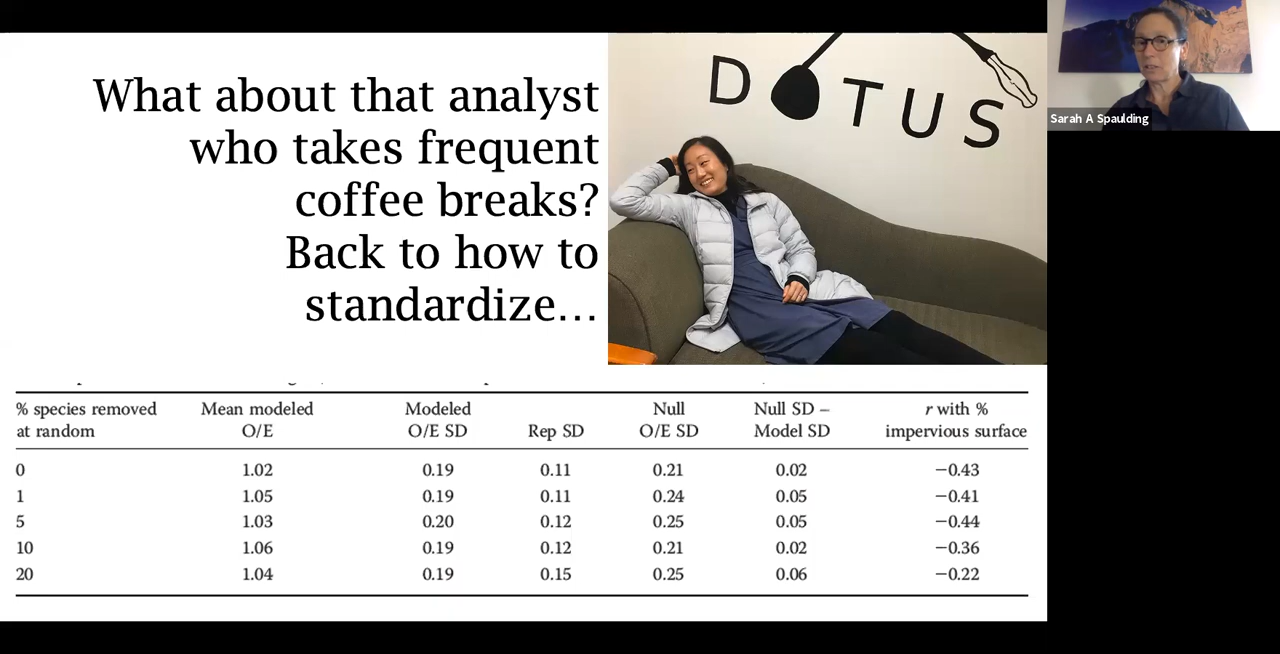 What about that analyst
who takes frequent
coffee breaks?
Back to how to
standardize…
D TUS
Sarah A Spaulding
% species removed at random Mean modeled O/E Modeled O/E SD Rep SD Null O/E SD Null SD – Model SD r with % impervious surface
0 1.02 0.19 0.11 0.21 0.02 −0.43
1 1.05 0.19 0.11 0.24 0.05 −0.41
5 1.03 0.20 0.12 0.25 0.05 −0.44
10 1.06 0.19 0.12 0.21 0.02 −0.36
20 1.04 0.19 0.15 0.25 0.06 −0.22